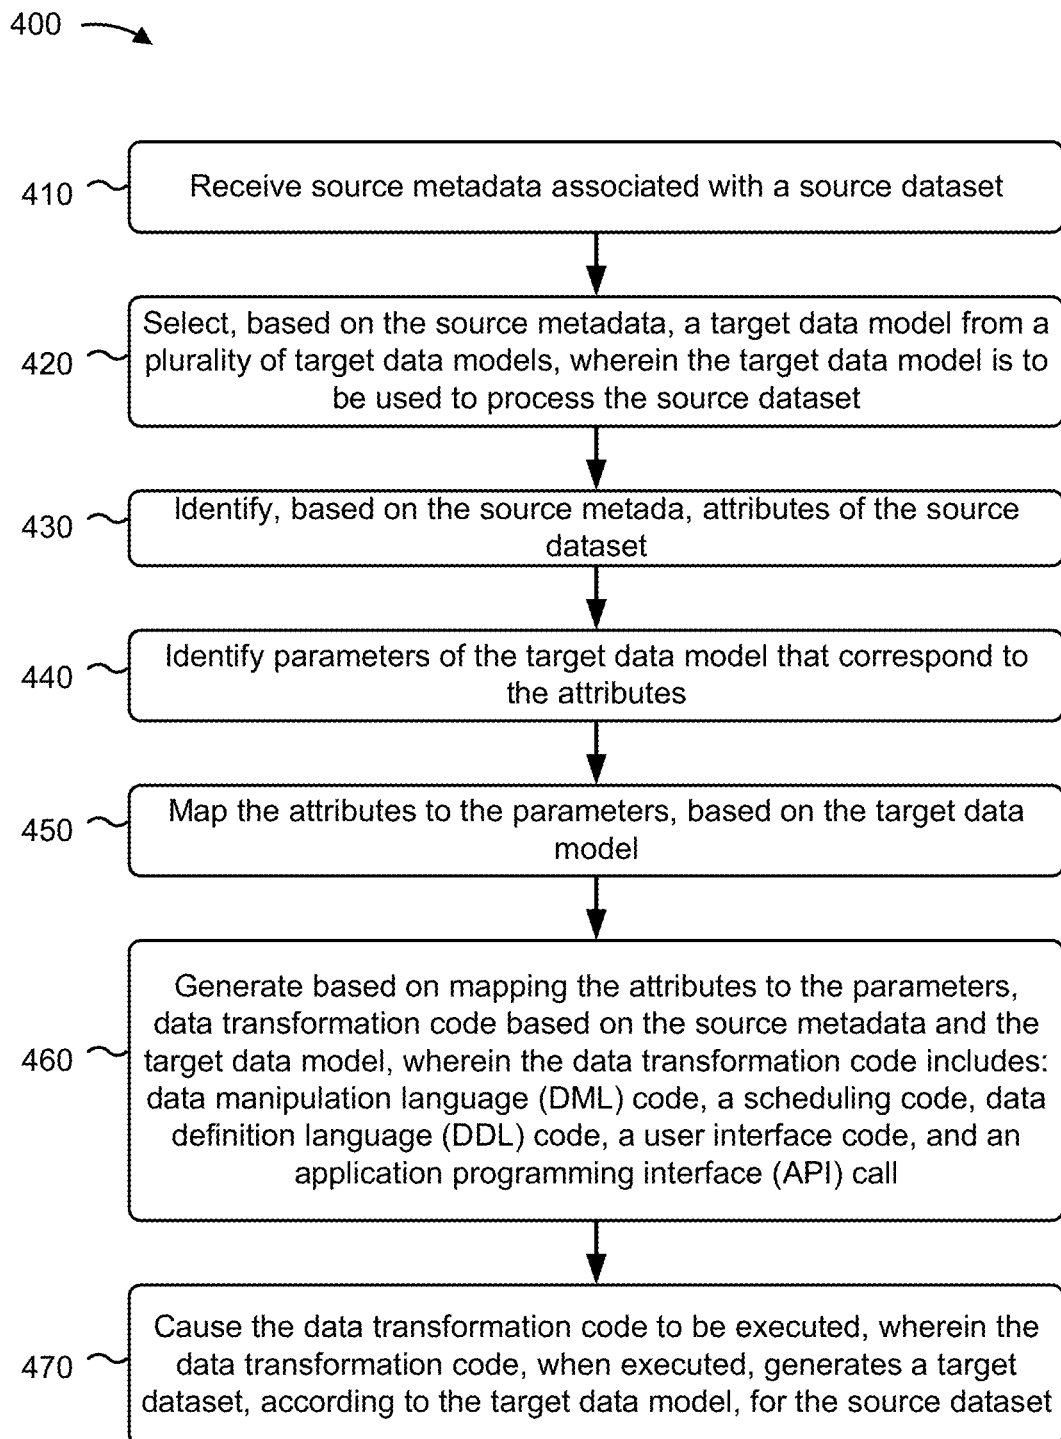 400
410
Receive source metadata associated with a source dataset
420
Select, based on the source metadata, a target data model from a
plurality of target data models, wherein the target data model is to
be used to process the source dataset
430
Identify, based on the source metada, attributes of the source
dataset
440
Identify parameters of the target data model that correspond to
the attributes
450
Map the attributes to the parameters, based on the target data
model
460
Generate based on mapping the attributes to the parameters,
data transformation code based on the source metadata and the
target data model, wherein the data transformation code includes:
data manipulation language (DML) code, a scheduling code, data
definition language (DDL) code, a user interface code, and an
application programming interface (API) call
470
Cause the data transformation code to be executed, wherein the
data transformation code, when executed, generates a target
dataset, according to the target data model, for the source dataset